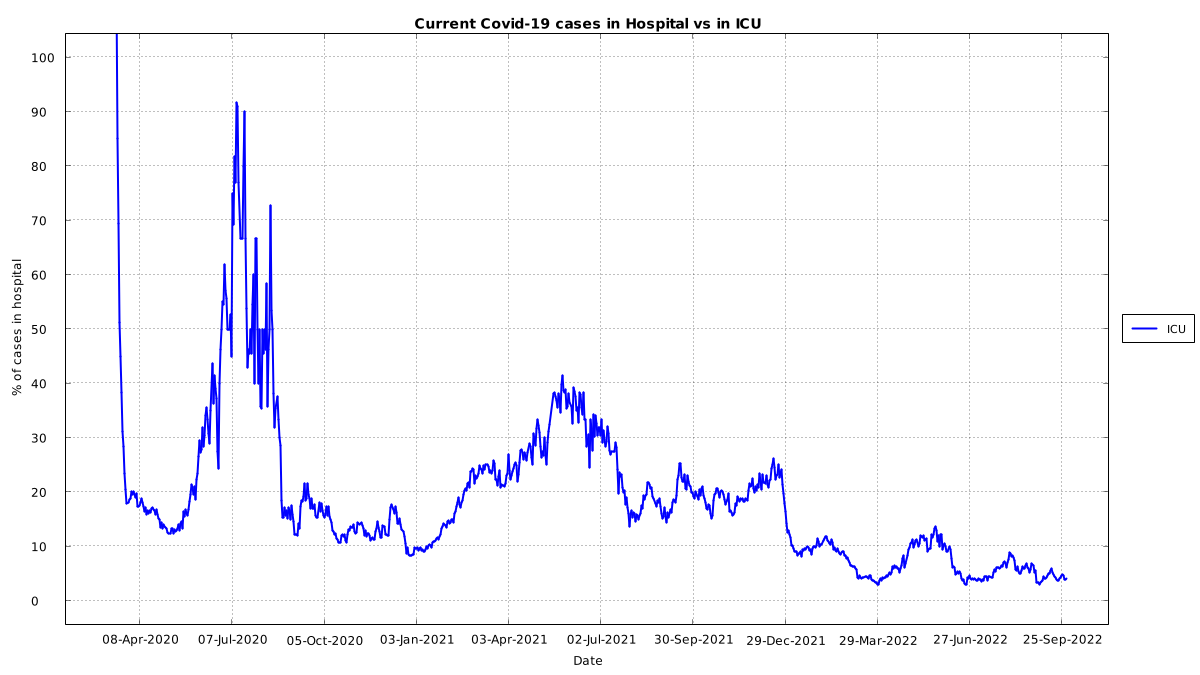 Current Covid-19 cases in Hospital vs in ICU
100
90
80
70
60
50
40
30
20
10
0
% of cases in hospital
ICU
08-Apr-2020 07-Jul-2020 05-Oct-2020 03-Jan-2021 03-Apr-2021 02-Jul-2021 30-Sep-2021 29-Dec-2021 29-Mar-2022 27-Jun-2022 25-Sep-2022
Date